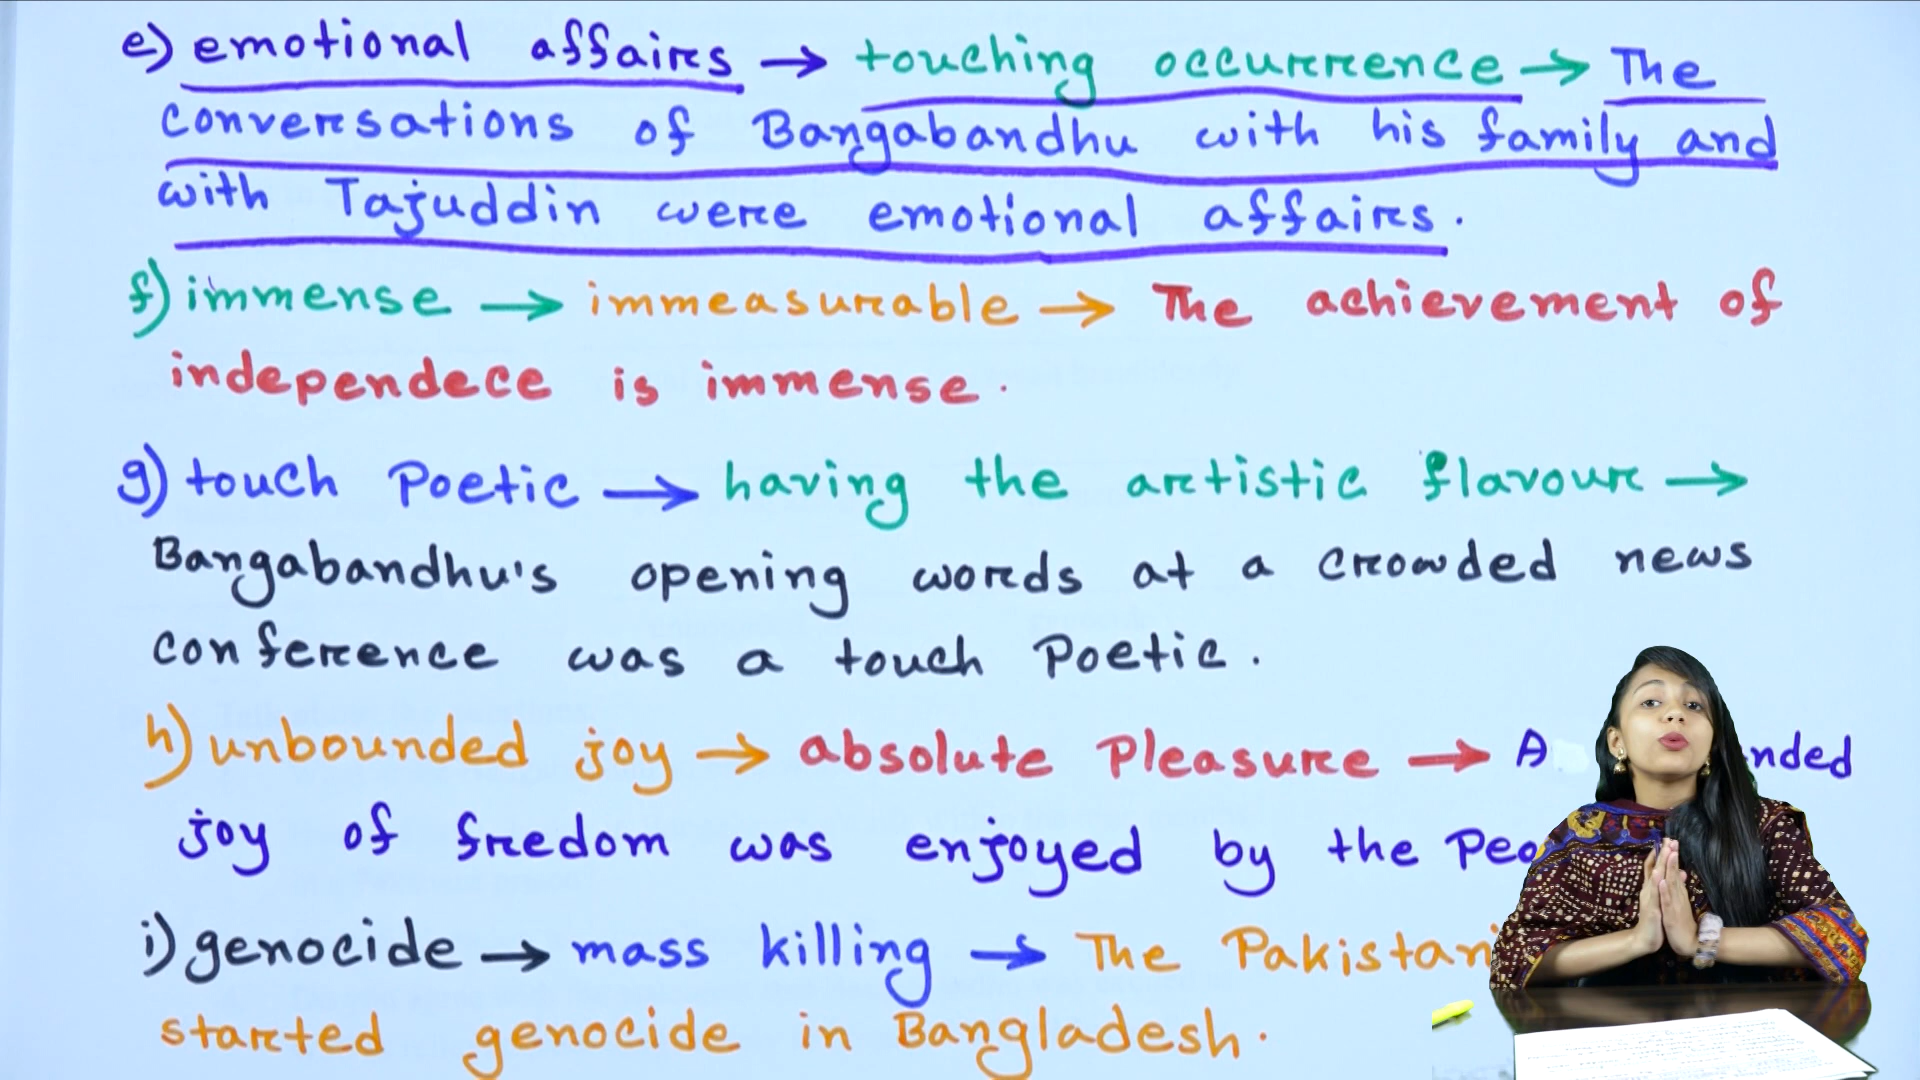 e) emotional affairs → touching occurrence → The
conversations of Bangabandhu with his family and
with Tajuddin were emotional affairs.
f) immense → immeasurable → The achievement of
independece is immense.
g) touch Poetic → having the artistic flavour →
Bangabandhu's opening words at a crowded news
conference was a touch Poetic.
h) unbounded joy → absolute Pleasure → A nded
joy of fredom was enjoyed by the Peo
i) genocide → mass killing → The Pakistani
started genocide in Bangladesh.